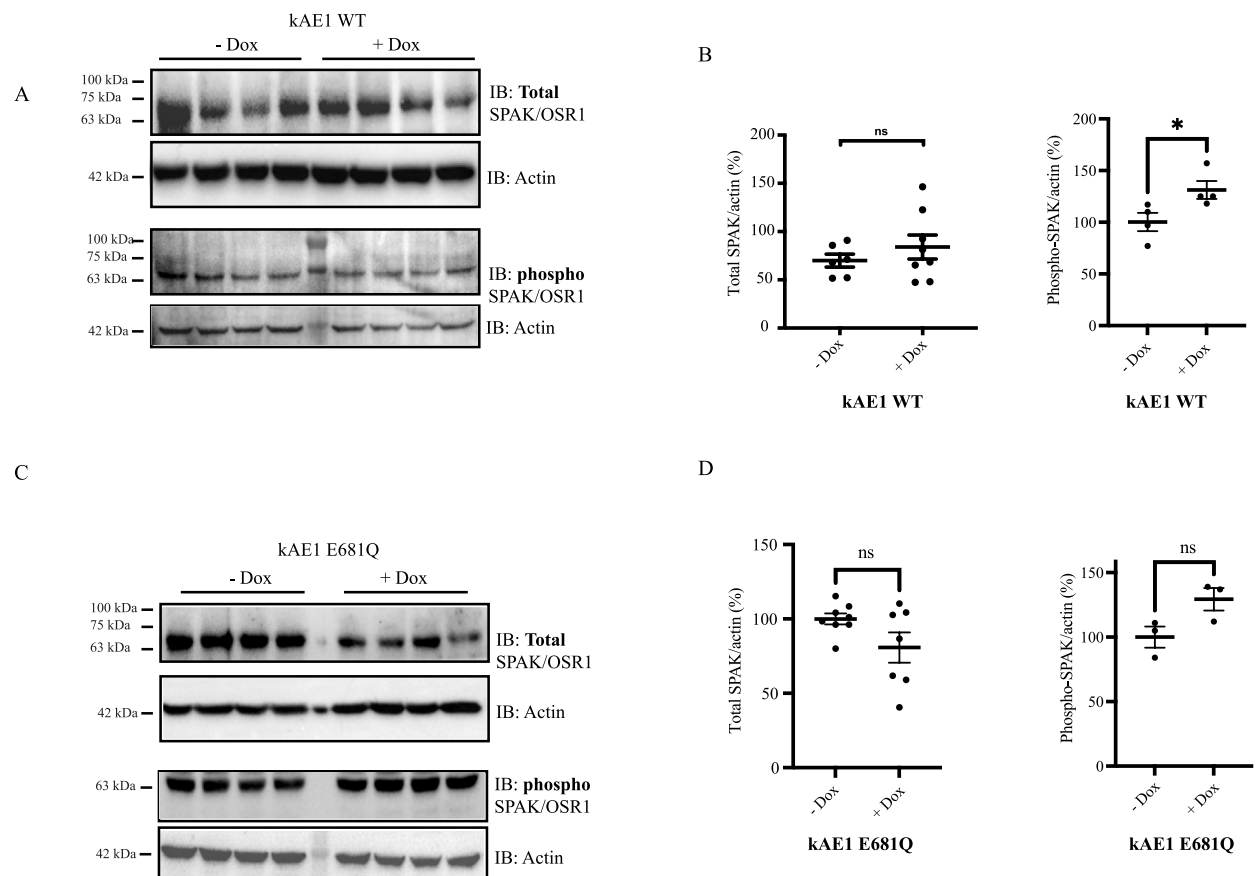 A
kAE1 WT
- Dox
+ Dox
100 kDa
75 kDa
63 kDa
IB: Total
SPAK/OSR1
42 kDa
IB: Actin
100 kDa
75 kDa
63 kDa
IB: phospho
SPAK/OSR1
42 kDa
IB: Actin
B
Total SPAK/actin (%)
200
150
100
50
0
ns
- Dox
+ Dox
kAE1 WT
Phospho-SPAK/actin (%)
200
150
100
50
0
*
- Dox
+ Dox
kAE1 WT
C
kAE1 E681Q
- Dox
+ Dox
100 kDa
75 kDa
63 kDa
IB: Total
SPAK/OSR1
42 kDa
IB: Actin
63 kDa
IB: phospho
SPAK/OSR1
42 kDa
IB: Actin
D
Total SPAK/actin (%)
150
100
50
0
ns
- Dox
+ Dox
kAE1 E681Q
Phospho-SPAK/actin (%)
150
100
50
0
ns
- Dox
+ Dox
kAE1 E681Q